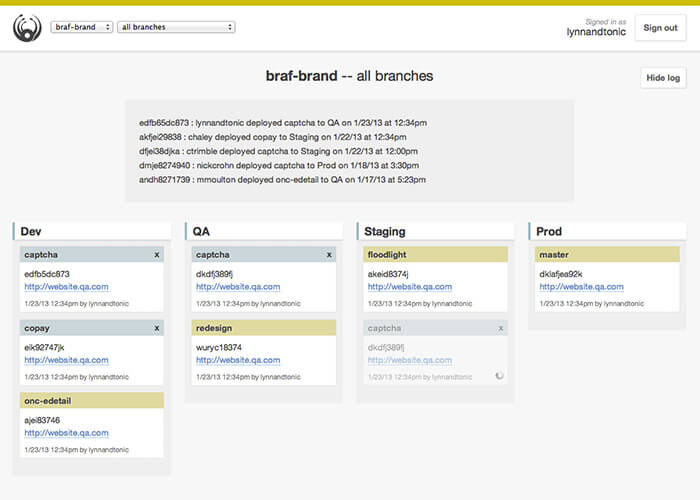 braf-brand
all branches
Signed in as
lynnandtonic
Sign out
braf-brand -- all branches
Hide log
edfb65dc873 : lynnandtonic deployed captcha to QA on 1/23/13 at 12:34pm
akfjei29838 : chaley deployed copay to Staging on 1/22/13 at 12:34pm
dfjei38djka : ctrimble deployed captcha to Staging on 1/22/13 at 12:00pm
dmje8274940 : nickcrohn deployed captcha to Prod on 1/18/13 at 3:30pm
andh8271739 : mmoulton deployed onc-edetail to QA on 1/17/13 at 5:23pm
Dev
captcha x
edfb5dc873
http://website.qa.com
1/23/13 12:34pm by lynnandtonic
copay x
eik92747jk
http://website.qa.com
1/23/13 12:34pm by lynnandtonic
onc-edetail
ajei83746
http://website.qa.com
1/23/13 12:34pm by lynnandtonic
QA
captcha x
dkdfj389fj
http://website.qa.com
1/23/13 12:34pm by lynnandtonic
redesign
wuryc18374
http://website.qa.com
1/23/13 12:34pm by lynnandtonic
Staging
floodlight
akeid8374j
http://website.qa.com
1/23/13 12:34pm by lynnandtonic
captcha x
dkdfj389fj
http://website.qa.com
1/23/13 12:34pm by lynnandtonic
Prod
master
dklafjea92k
http://website.qa.com
1/23/13 12:34pm by lynnandtonic